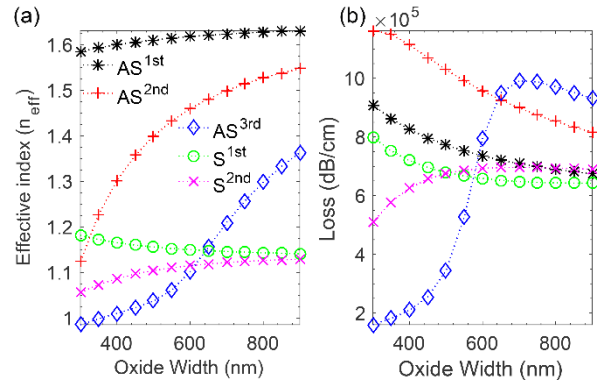 (a)
Effective index (n_eff)
1.6
1.5
1.4
1.3
1.2
1.1
1
AS^1st
AS^2nd
AS^3rd
S^1st
S^2nd
400 600 800
Oxide Width (nm)
(b)
× 10^5
Loss (dB/cm)
10
8
6
4
2
400 600 800
Oxide Width (nm)